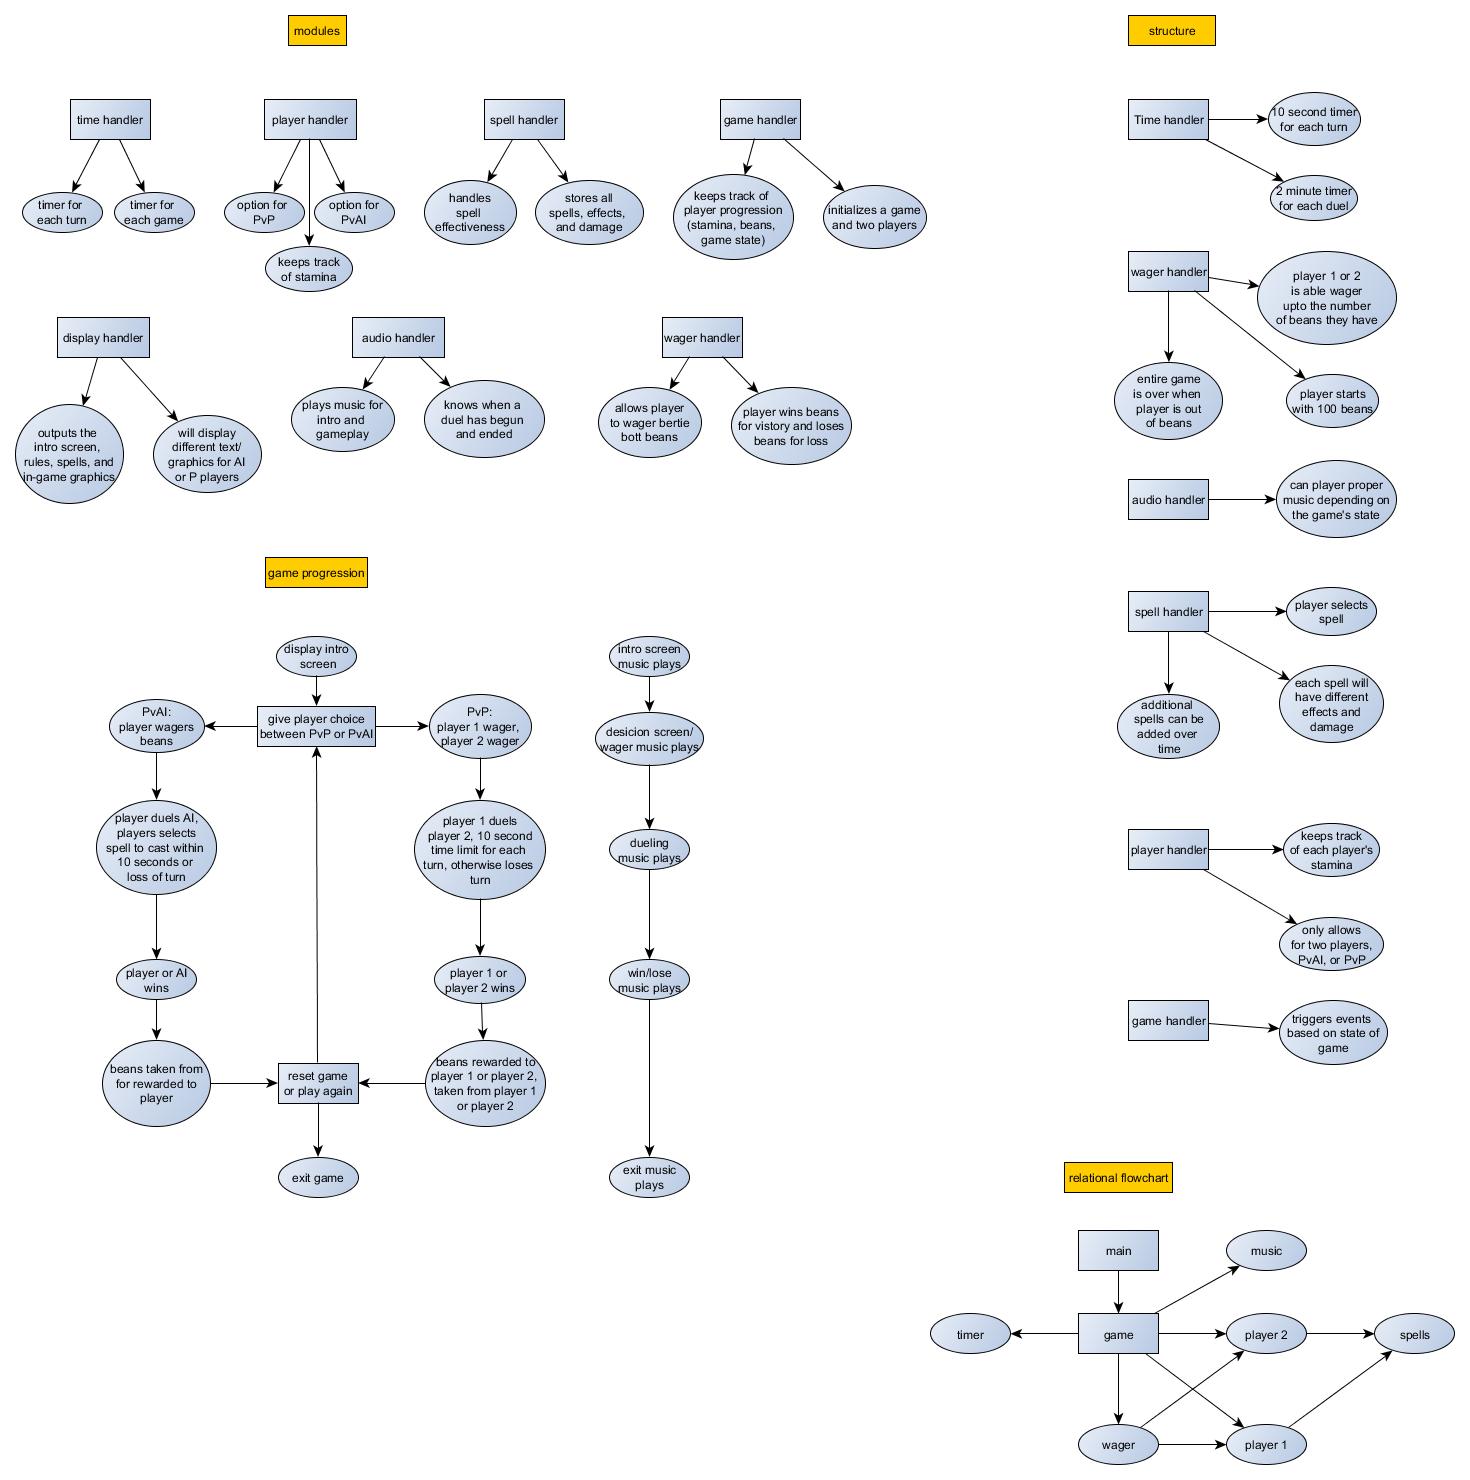 modules
time handler
timer for
each turn
timer for
each game
player handler
option for
PvP
option for
PvAI
keeps track
of stamina
spell handler
handles
spell
effectiveness
stores all
spells, effects,
and damage
game handler
keeps track of
player progression
(stamina, beans,
game state)
initializes a game
and two players
display handler
outputs the
intro screen,
rules, spells, and
in-game graphics
will display
different text/
graphics for AI
or P players
audio handler
plays music for
intro and
gameplay
knows when a
duel has begun
and ended
wager handler
allows player
to wager bertie
bott beans
player wins beans
for vistory and loses
beans for loss
game progression
display intro
screen
give player choice
between PvP or PvAI
PvAI:
player wagers
beans
player duels AI,
players selects
spell to cast within
10 seconds or
loss of turn
player or AI
wins
beans taken from
for rewarded to
player
PvP:
player 1 wager,
player 2 wager
player 1 duels
player 2, 10 second
time limit for each
turn, otherwise loses
turn
player 1 or
player 2 wins
beans rewarded to
player 1 or player 2,
taken from player 1
or player 2
reset game
or play again
exit game
intro screen
music plays
desicion screen/
wager music plays
dueling
music plays
win/lose
music plays
exit music
plays
structure
Time handler
10 second timer
for each turn
2 minute timer
for each duel
wager handler
player 1 or 2
is able wager
upto the number
of beans they have
entire game
is over when
player is out
of beans
player starts
with 100 beans
audio handler
can player proper
music depending on
the game's state
spell handler
player selects
spell
each spell will
have different
effects and
damage
additional
spells can be
added over
time
player handler
keeps track
of each player's
stamina
only allows
for two players,
PvAI, or PvP
game handler
triggers events
based on state of
game
relational flowchart
main
music
timer
game
player 2
spells
wager
player 1